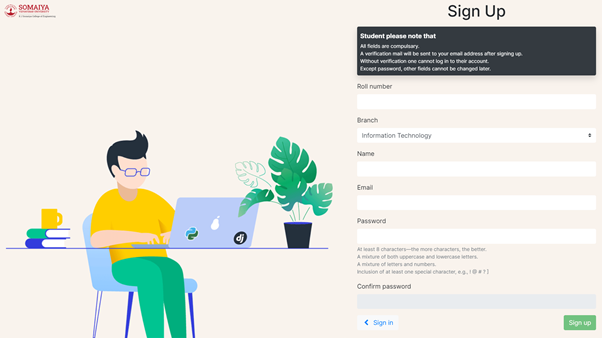 SOMAIYA
VIDYAVIHAR UNIVERSITY
K J Somaiya College of Engineering
Sign Up
Student please note that
All fields are compulsary.
A verification mail will be sent to your email address after signing up.
Without verification one cannot log in to their account.
Except password, other fields cannot be changed later.
Roll number
Branch
Information Technology
Name
Email
Password
At least 8 characters—the more characters, the better.
A mixture of both uppercase and lowercase letters.
A mixture of letters and numbers.
Inclusion of at least one special character, e.g., ! @ # ? ]
Confirm password
Sign in
Sign up
dj